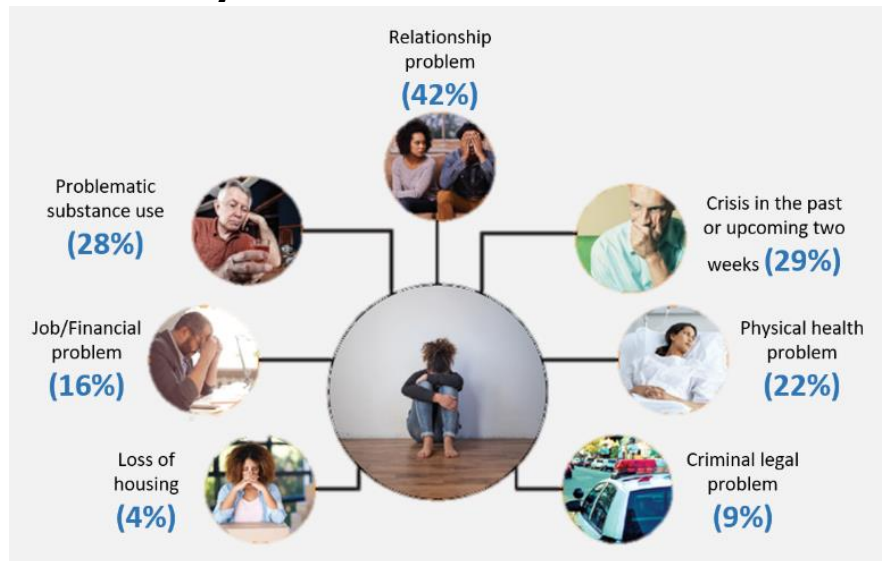 Relationship
problem
(42%)
Problematic
substance use
(28%)
Crisis in the past
or upcoming two
weeks (29%)
Job/Financial
problem
(16%)
Physical health
problem
(22%)
Loss of
housing
(4%)
Criminal legal
problem
(9%)